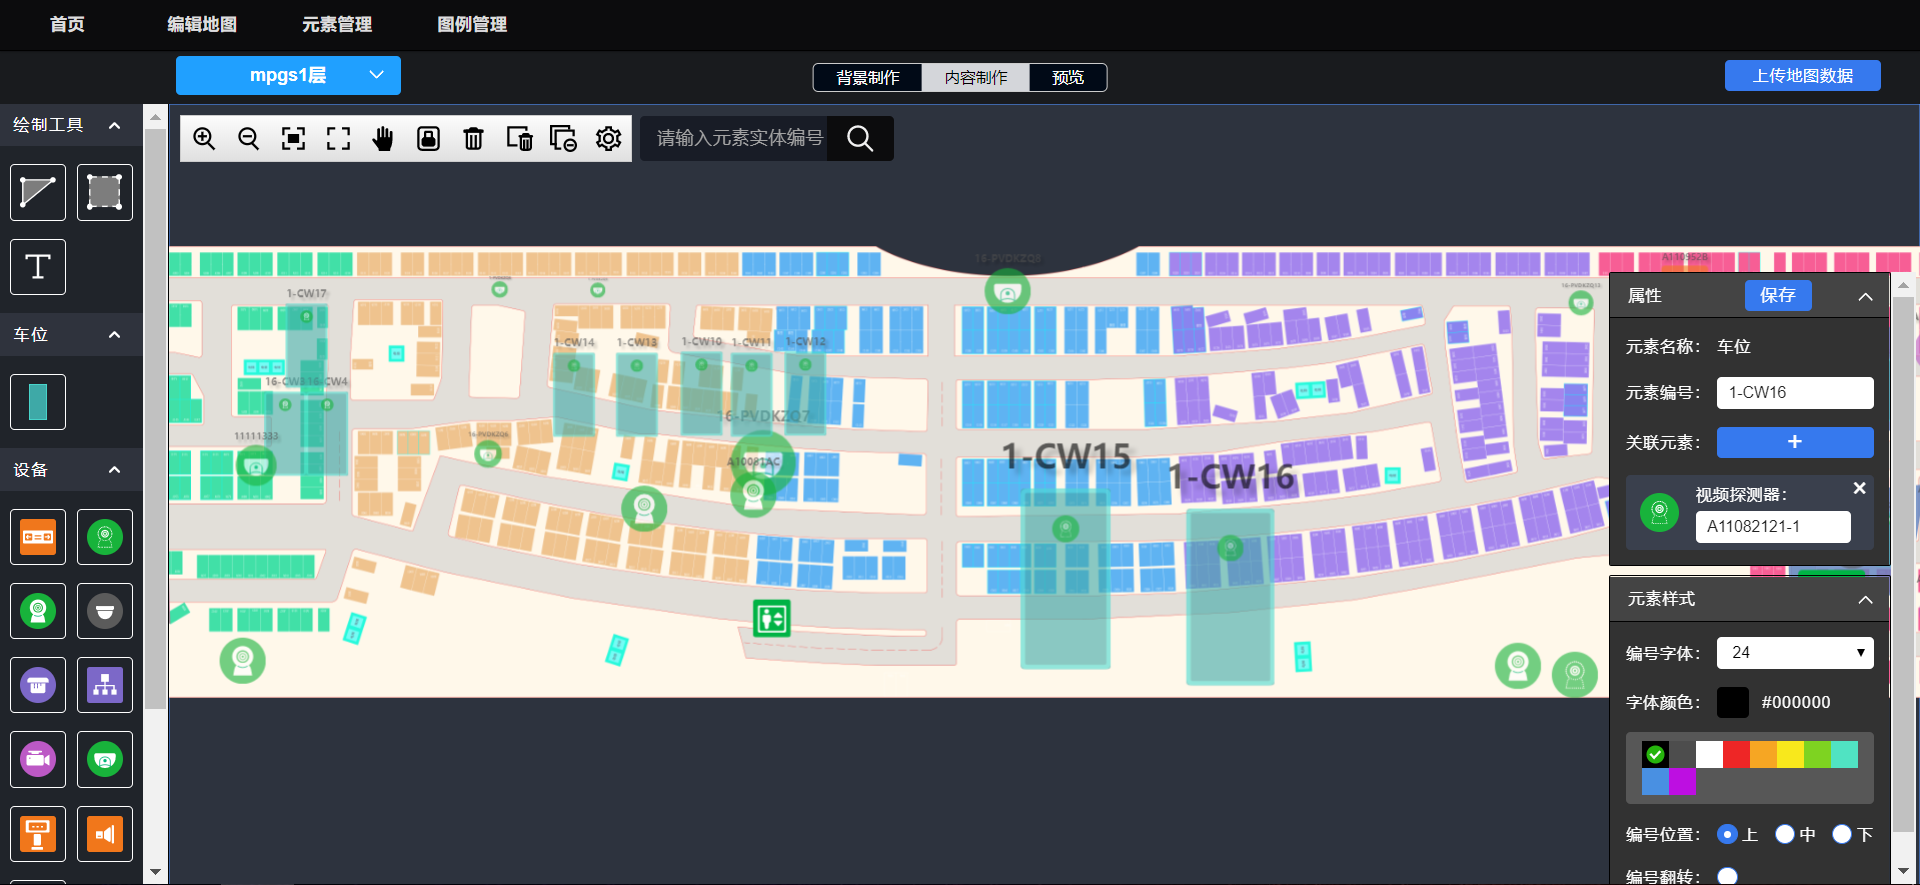 首页 编辑地图 元素管理 图例管理
mpgs1层 背景制作 内容制作 预览 上传地图数据
绘制工具
请输入元素实体编号
T
车位
设备
16-PVDKZQ8
A110952B
1-CW17
1-CW14 1-CW13 1-CW10 1-CW11 1-CW12
16-CW3 16-CW4
16-PVDKZQ7
11111333
16-PVDKZQ6
A10081AC
1-CW15
1-CW16
属性 保存
元素名称: 车位
元素编号: 1-CW16
关联元素: +
视频探测器:
A11082121-1
元素样式
编号字体: 24
字体颜色: #000000
编号位置: 上 中 下
编号翻转: